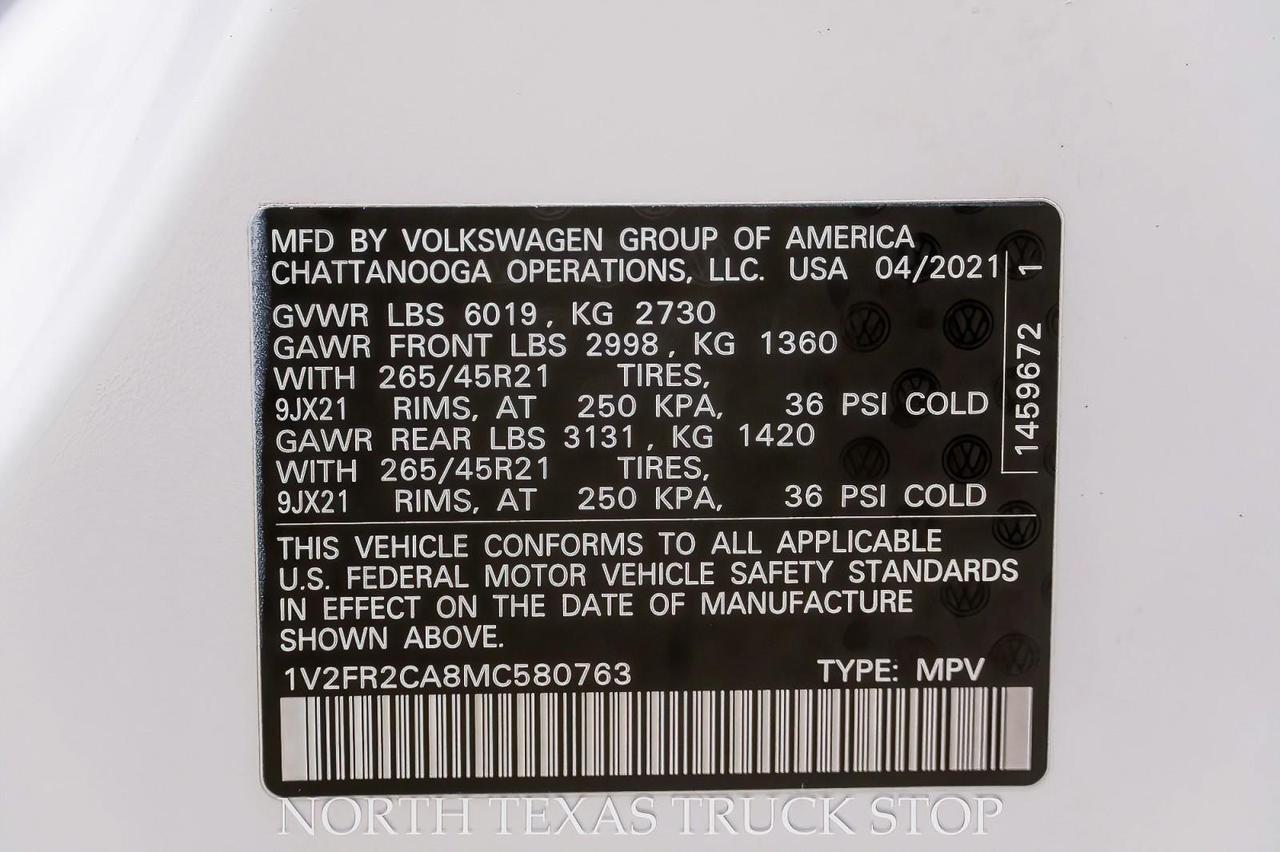 MFD BY VOLKSWAGEN GROUP OF AMERICA
CHATTANOOGA OPERATIONS, LLC. USA 04/2021
GVWR LBS 6019, KG 2730
GAWR FRONT LBS 2998, KG 1360
WITH 265/45R21 TIRES,
9JX21 RIMS, AT 250 KPA, 36 PSI COLD
GAWR REAR LBS 3131, KG 1420
WITH 265/45R21 TIRES,
9JX21 RIMS, AT 250 KPA, 36 PSI COLD
1459672 1
THIS VEHICLE CONFORMS TO ALL APPLICABLE
U.S. FEDERAL MOTOR VEHICLE SAFETY STANDARDS
IN EFFECT ON THE DATE OF MANUFACTURE
SHOWN ABOVE.
1V2FR2CA8MC580763 TYPE: MPV
NORTH TEXAS TRUCK STOP